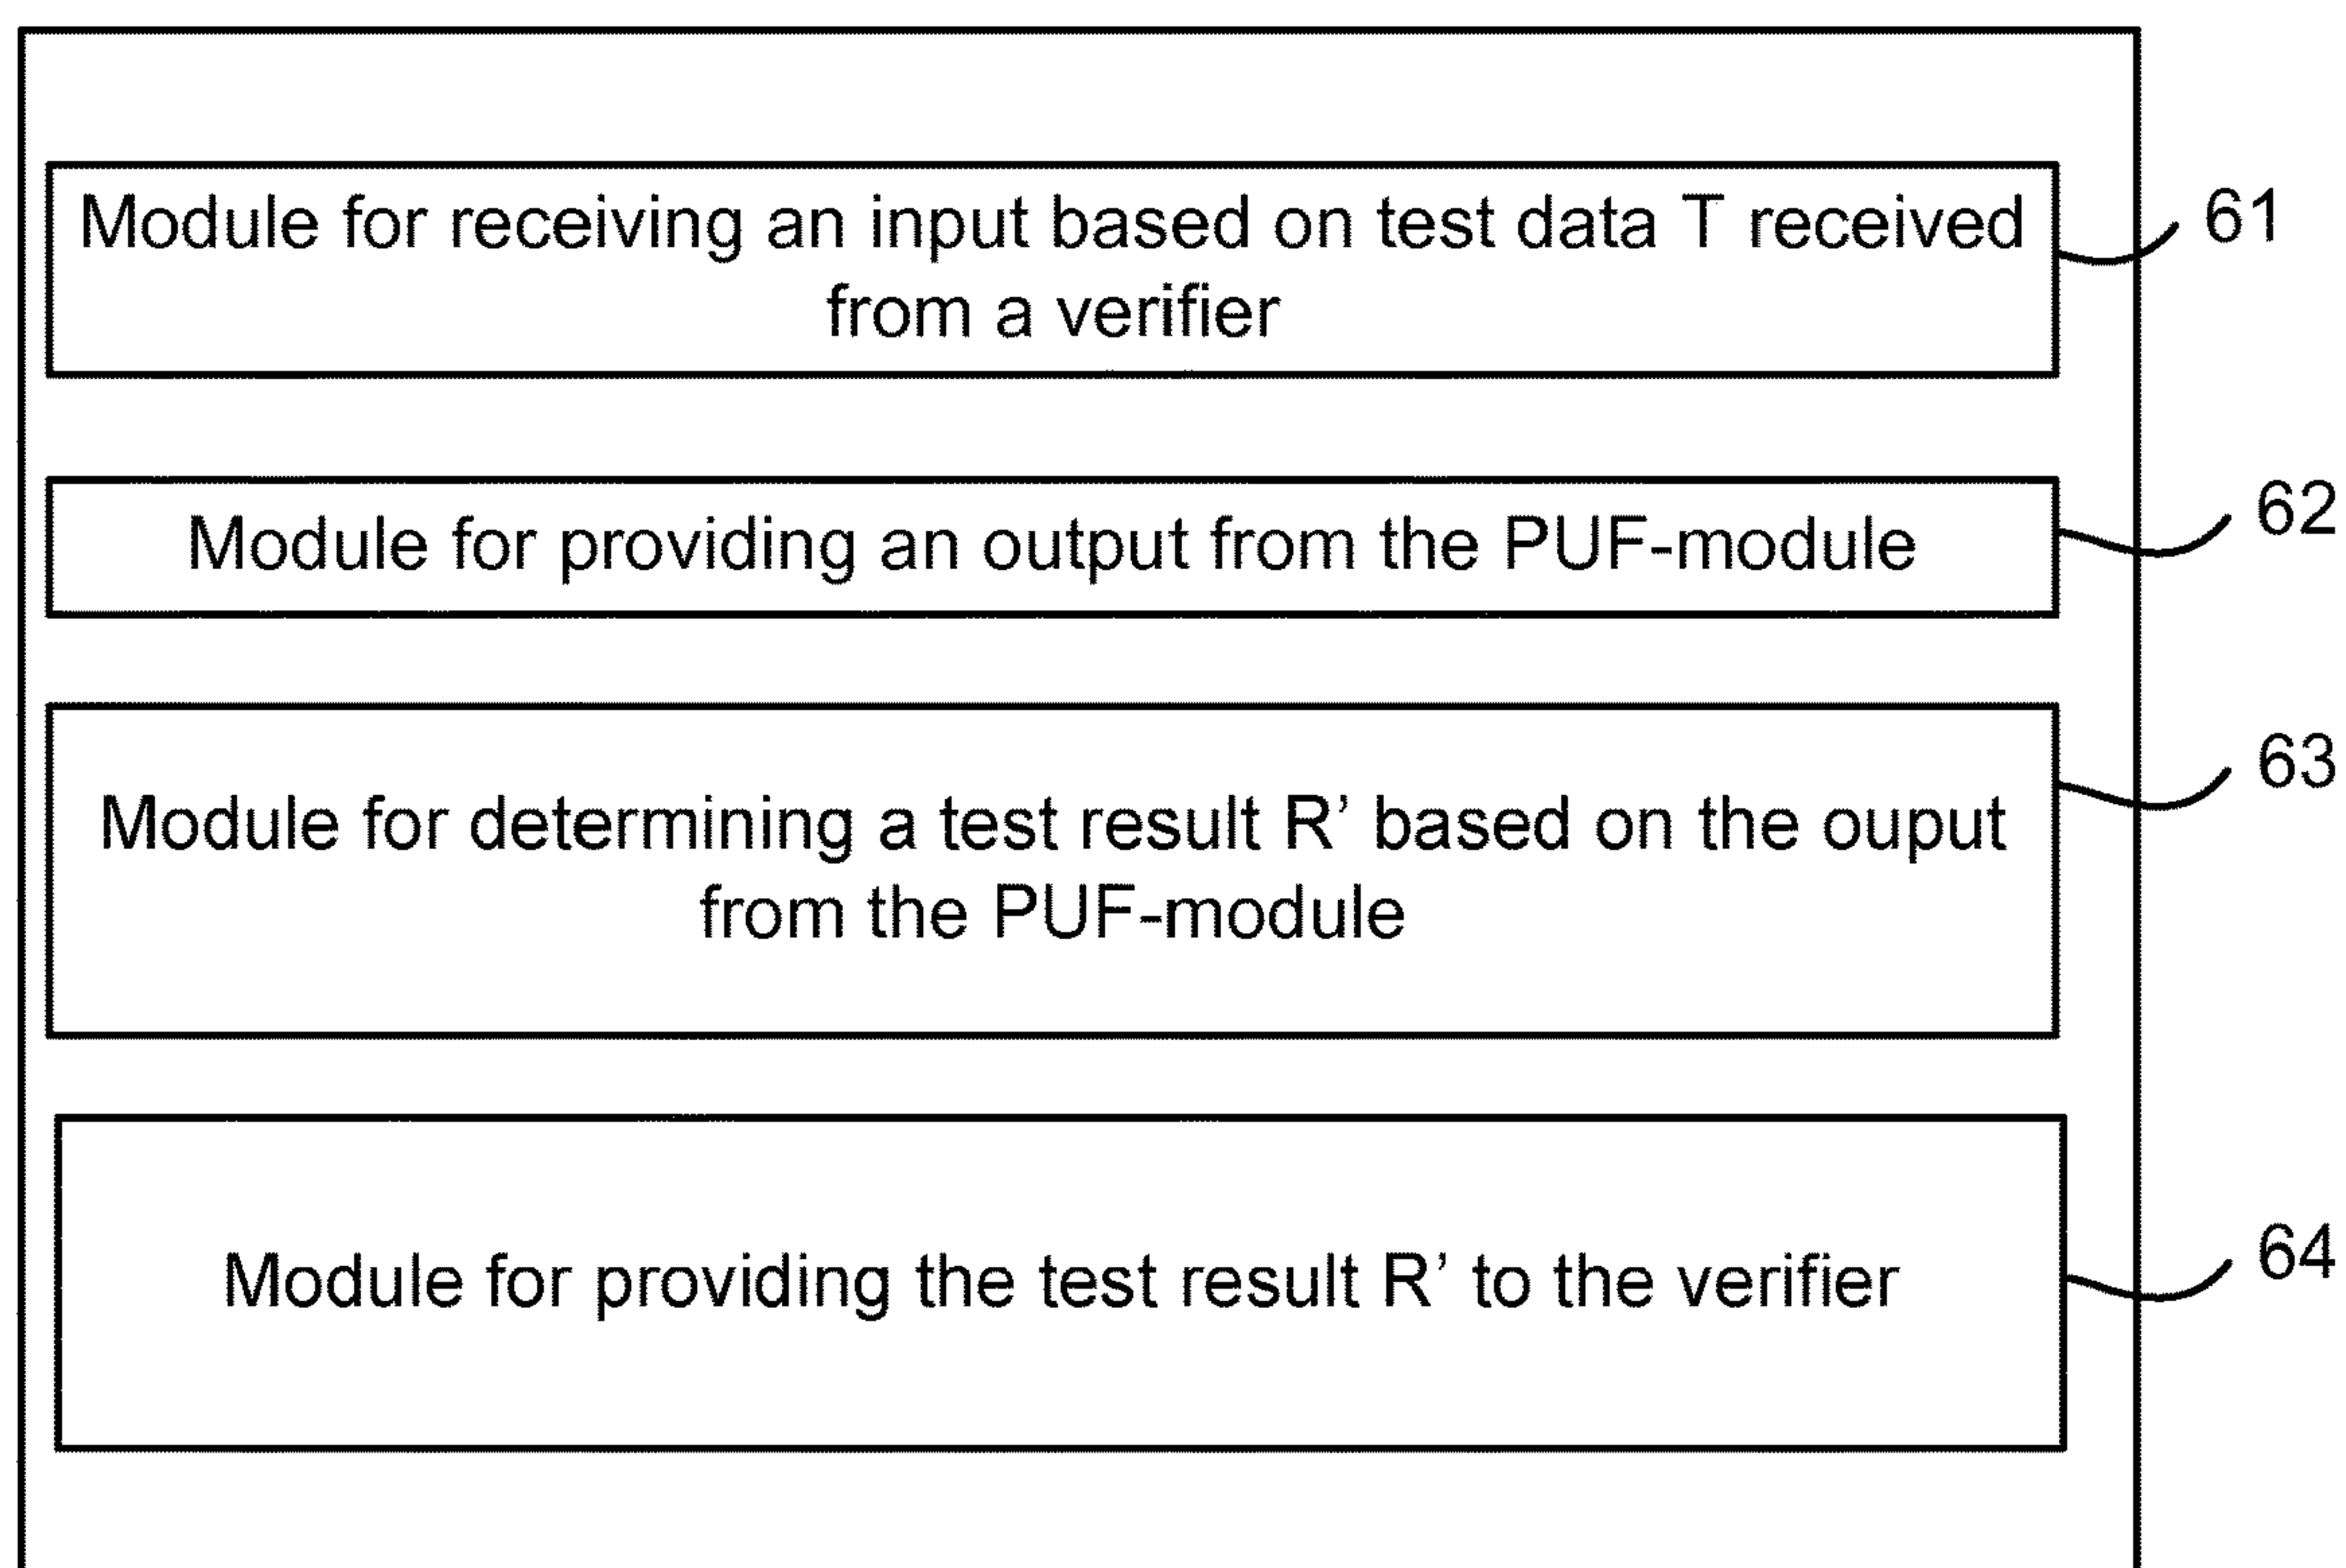 Module for receiving an input based on test data T received
from a verifier
61
Module for providing an output from the PUF-module
62
Module for determining a test result R’ based on the ouput
from the PUF-module
63
Module for providing the test result R’ to the verifier
64